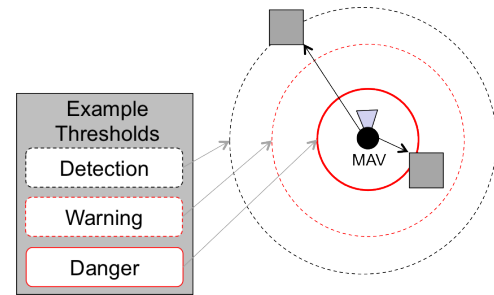 Example
Thresholds
Detection
Warning
Danger
MAV